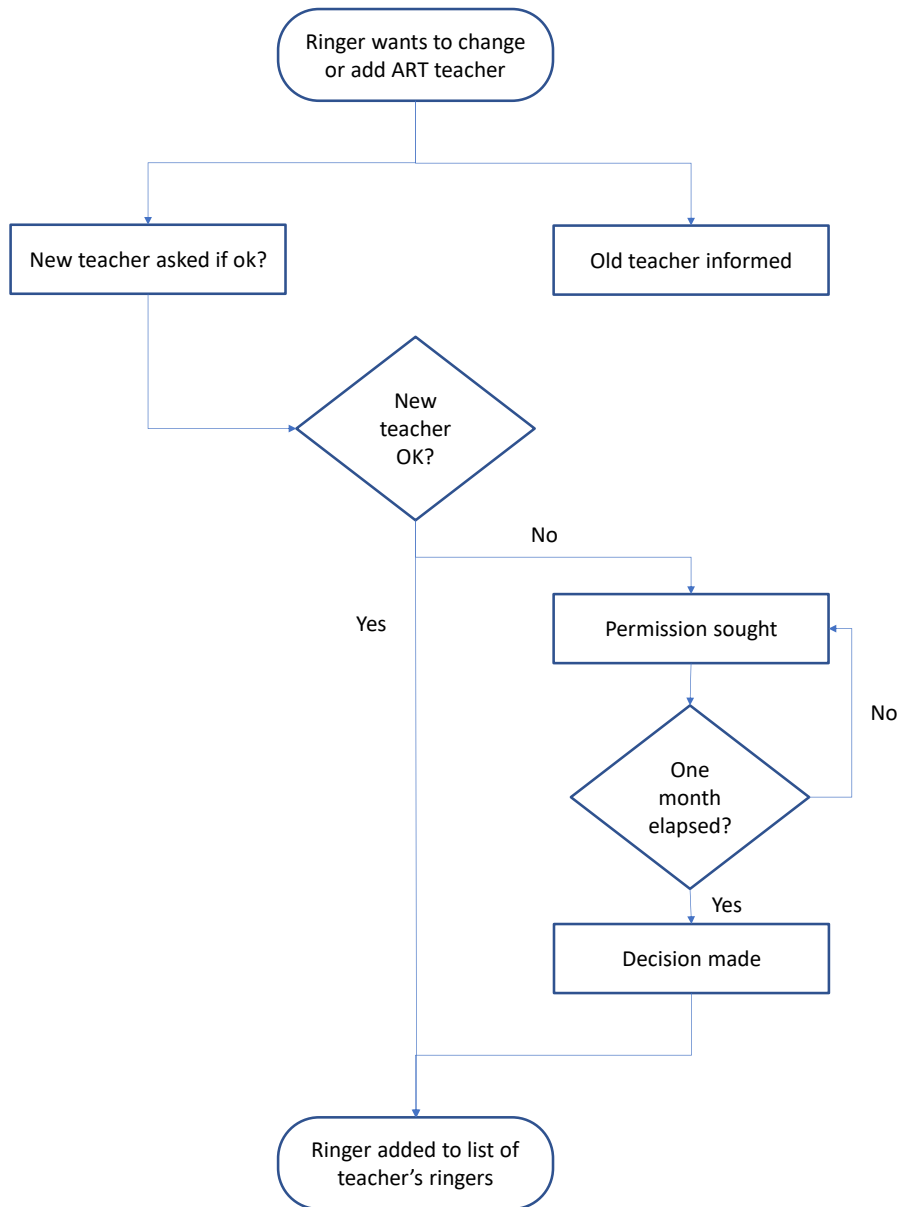 Ringer wants to change
or add ART teacher
New teacher asked if ok?
Old teacher informed
New
teacher
OK?
No
Yes
Permission sought
No
One
month
elapsed?
Yes
Decision made
Ringer added to list of
teacher’s ringers